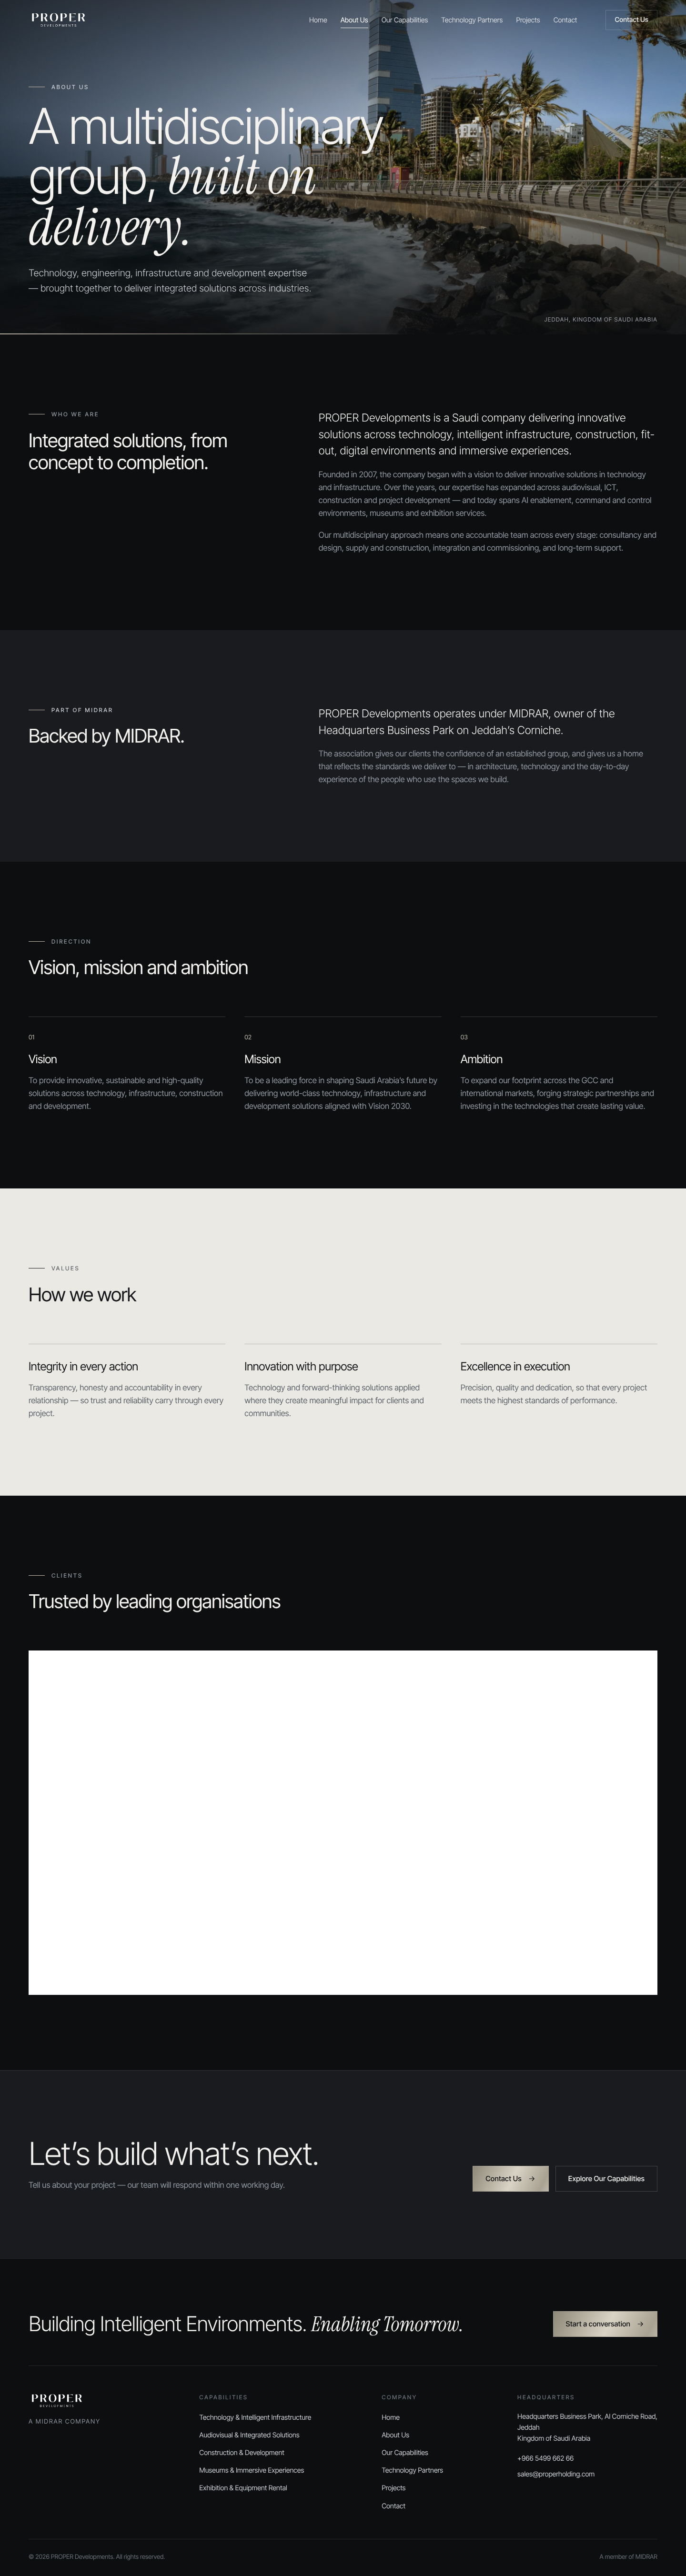 PROPER
DEVELOPMENTS
Home
About Us
Our Capabilities
Technology Partners
Projects
Contact
Contact Us
ABOUT US
A multidisciplinary
group, built on
delivery.
Technology, engineering, infrastructure and development expertise
— brought together to deliver integrated solutions across industries.
JEDDAH, KINGDOM OF SAUDI ARABIA
WHO WE ARE
Integrated solutions, from
concept to completion.
PROPER Developments is a Saudi company delivering innovative
solutions across technology, intelligent infrastructure, construction, fit-
out, digital environments and immersive experiences.
Founded in 2007, the company began with a vision to deliver innovative solutions in technology
and infrastructure. Over the years, our expertise has expanded across audiovisual, ICT,
construction and project development — and today spans AI enablement, command and control
environments, museums and exhibition services.
Our multidisciplinary approach means one accountable team across every stage: consultancy and
design, supply and construction, integration and commissioning, and long-term support.
PART OF MIDRAR
Backed by MIDRAR.
PROPER Developments operates under MIDRAR, owner of the
Headquarters Business Park on Jeddah’s Corniche.
The association gives our clients the confidence of an established group, and gives us a home
that reflects the standards we deliver to — in architecture, technology and the day-to-day
experience of the people who use the spaces we build.
DIRECTION
Vision, mission and ambition
01
Vision
To provide innovative, sustainable and high-quality
solutions across technology, infrastructure, construction
and development.
02
Mission
To be a leading force in shaping Saudi Arabia’s future by
delivering world-class technology, infrastructure and
development solutions aligned with Vision 2030.
03
Ambition
To expand our footprint across the GCC and
international markets, forging strategic partnerships and
investing in the technologies that create lasting value.
VALUES
How we work
Integrity in every action
Transparency, honesty and accountability in every
relationship — so trust and reliability carry through every
project.
Innovation with purpose
Technology and forward-thinking solutions applied
where they create meaningful impact for clients and
communities.
Excellence in execution
Precision, quality and dedication, so that every project
meets the highest standards of performance.
CLIENTS
Trusted by leading organisations
Let’s build what’s next.
Tell us about your project — our team will respond within one working day.
Contact Us →
Explore Our Capabilities
Building Intelligent Environments. Enabling Tomorrow.
Start a conversation →
PROPER
DEVELOPMENTS
A MIDRAR COMPANY
CAPABILITIES
Technology & Intelligent Infrastructure
Audiovisual & Integrated Solutions
Construction & Development
Museums & Immersive Experiences
Exhibition & Equipment Rental
COMPANY
Home
About Us
Our Capabilities
Technology Partners
Projects
Contact
HEADQUARTERS
Headquarters Business Park, Al Corniche Road,
Jeddah
Kingdom of Saudi Arabia
+966 5499 662 66
sales@properholding.com
© 2026 PROPER Developments. All rights reserved.
A member of MIDRAR